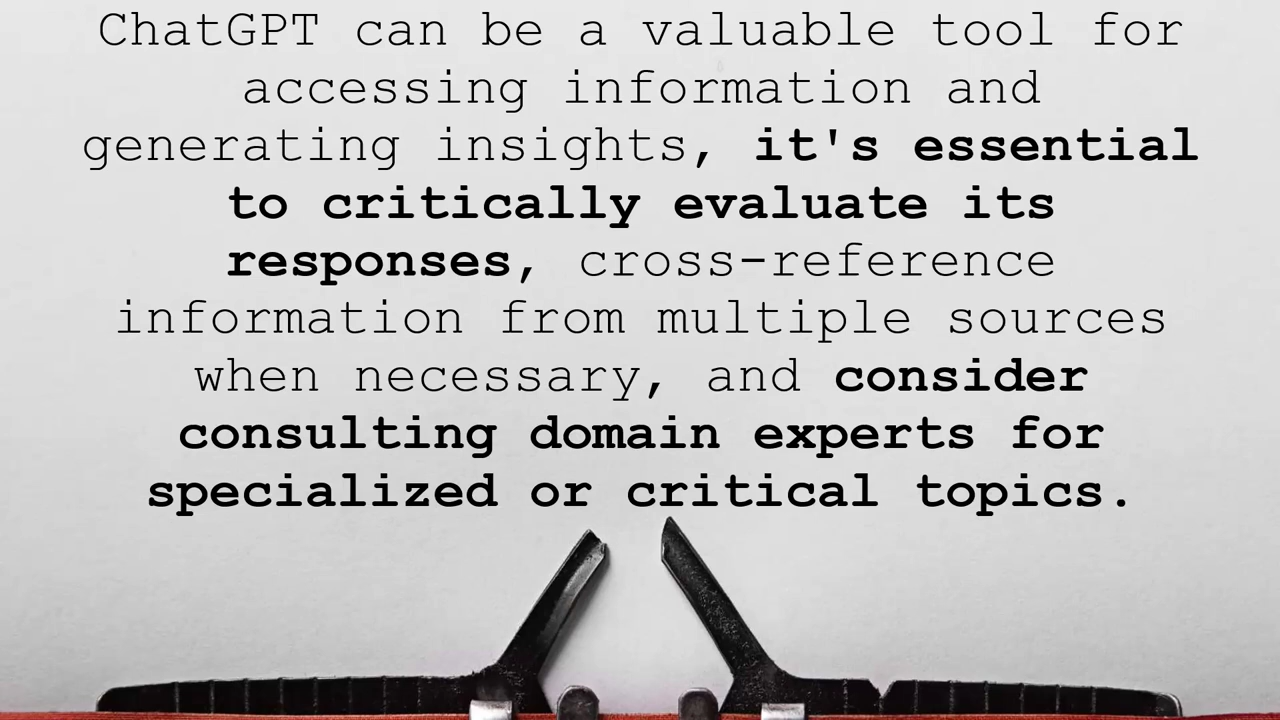 ChatGPT can be a valuable tool for
accessing information and
generating insights, it's essential
to critically evaluate its
responses, cross-reference
information from multiple sources
when necessary, and consider
consulting domain experts for
specialized or critical topics.